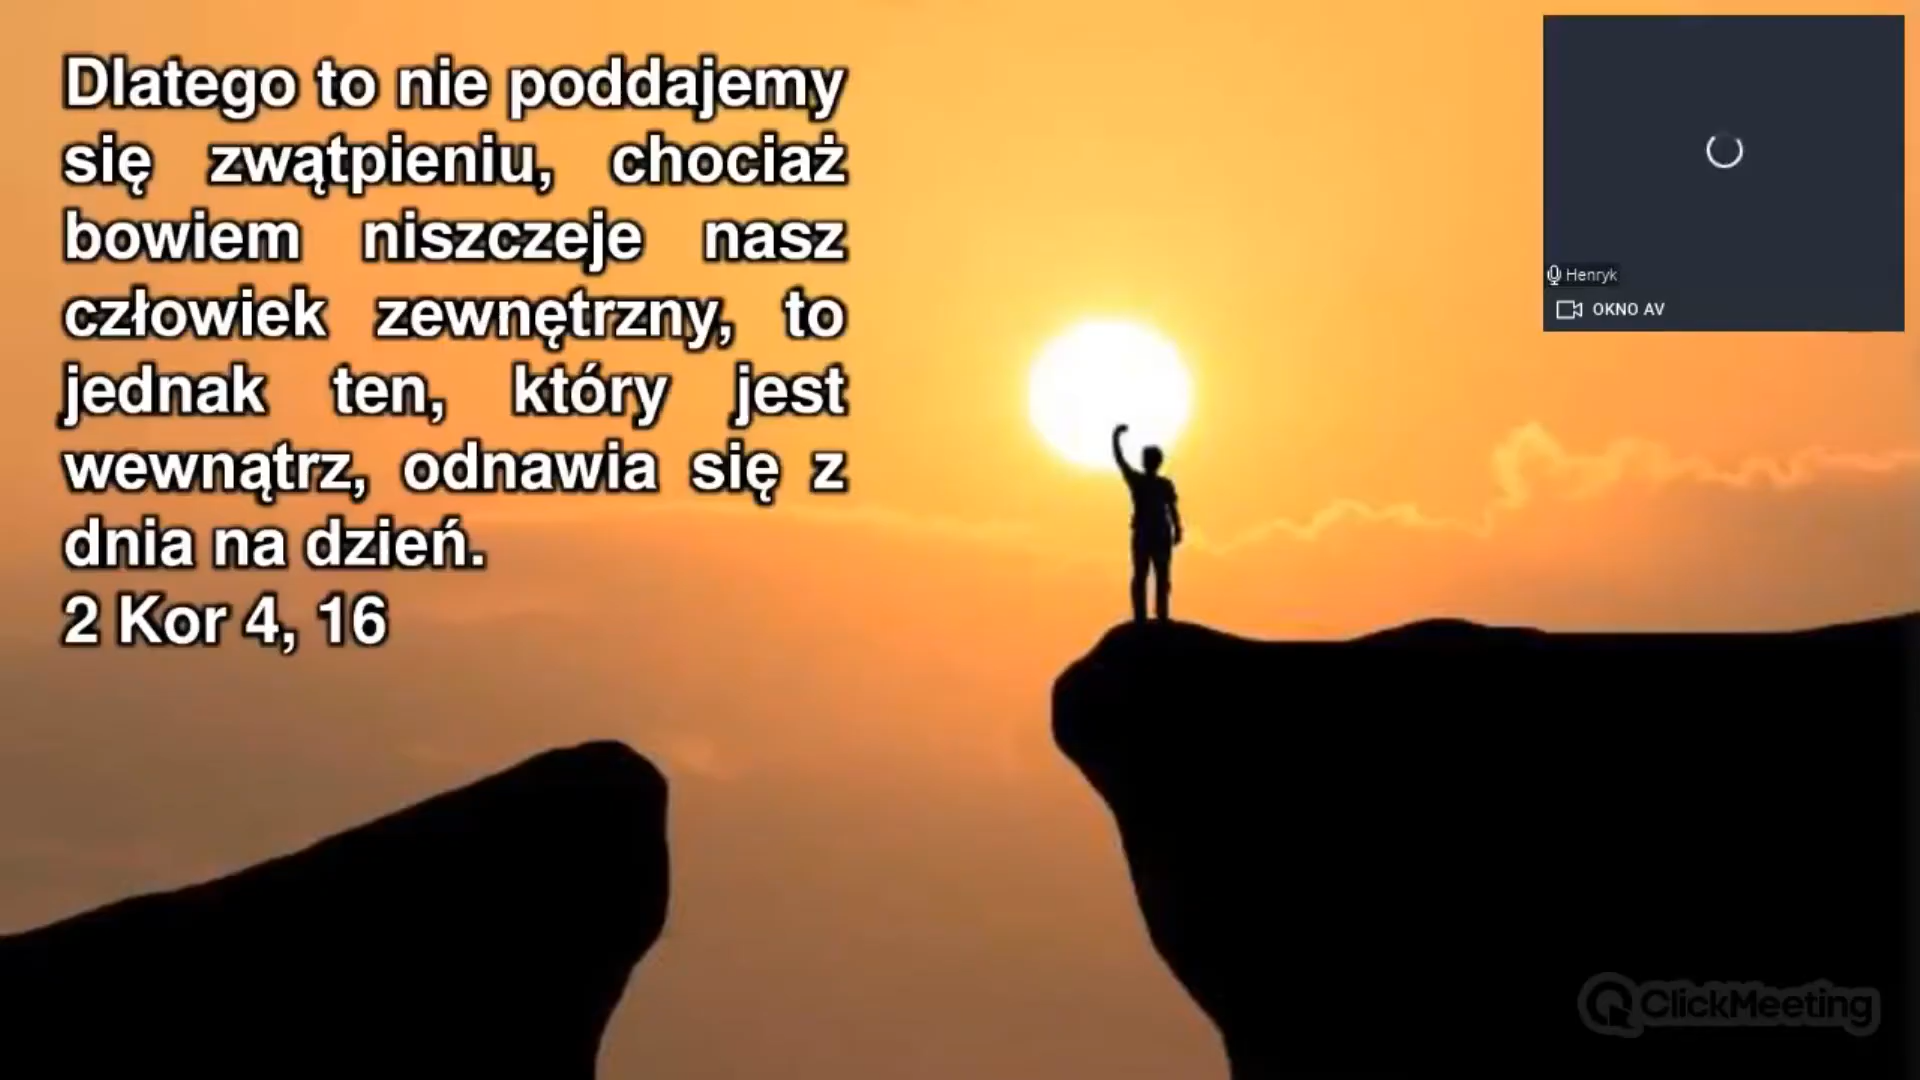 Dlatego to nie poddajemy
się zwątpieniu, chociaż
bowiem niszczeje nasz
człowiek zewnętrzny, to
jednak ten, który jest
wewnątrz, odnawia się z
dnia na dzień.
2 Kor 4, 16
Henryk
OKNO AV
ClickMeeting